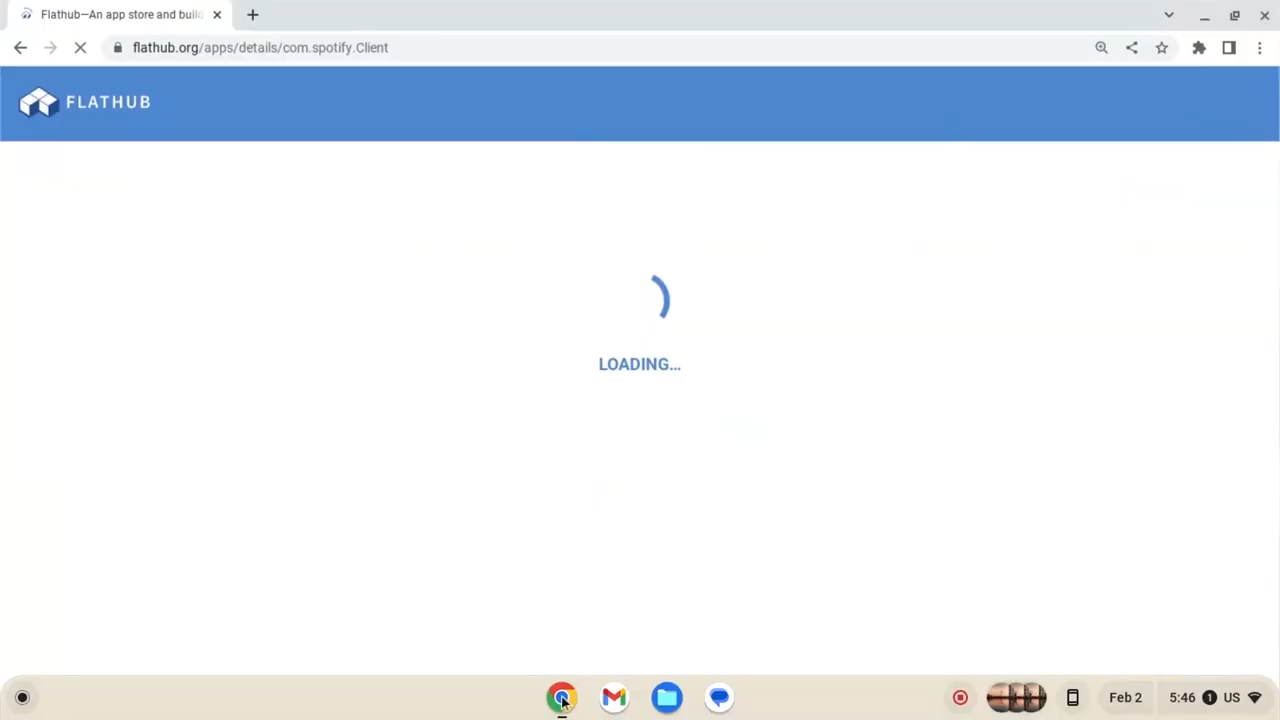 Flathub—An app store and build
flathub.org/apps/details/com.spotify.Client
FLATHUB
LOADING...
Feb 2
5:46
1
US